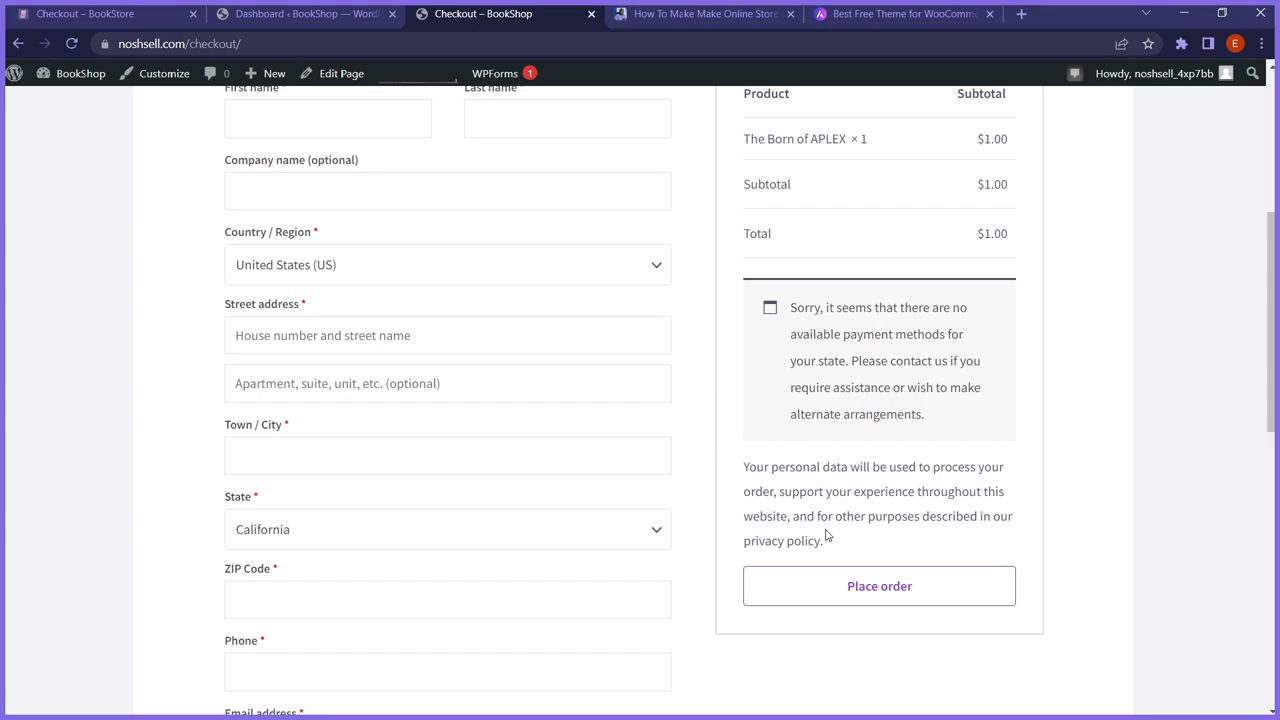 Checkout – BookStore
Dashboard ‹ BookShop — Word
Checkout – BookShop
How To Make Make Online Store
Best Free Theme for WooComme
noshsell.com/checkout/
E
BookShop
Customize
0
New
Edit Page
WPForms 1
Howdy, noshsell_4xp7bb
First name *
Last name *
Company name (optional)
Country / Region *
United States (US)
Street address *
House number and street name
Apartment, suite, unit, etc. (optional)
Town / City *
State *
California
ZIP Code *
Phone *
Email address *
Product Subtotal
The Born of APLEX × 1 $1.00
Subtotal $1.00
Total $1.00
Sorry, it seems that there are no
available payment methods for
your state. Please contact us if you
require assistance or wish to make
alternate arrangements.
Your personal data will be used to process your
order, support your experience throughout this
website, and for other purposes described in our
privacy policy.
Place order